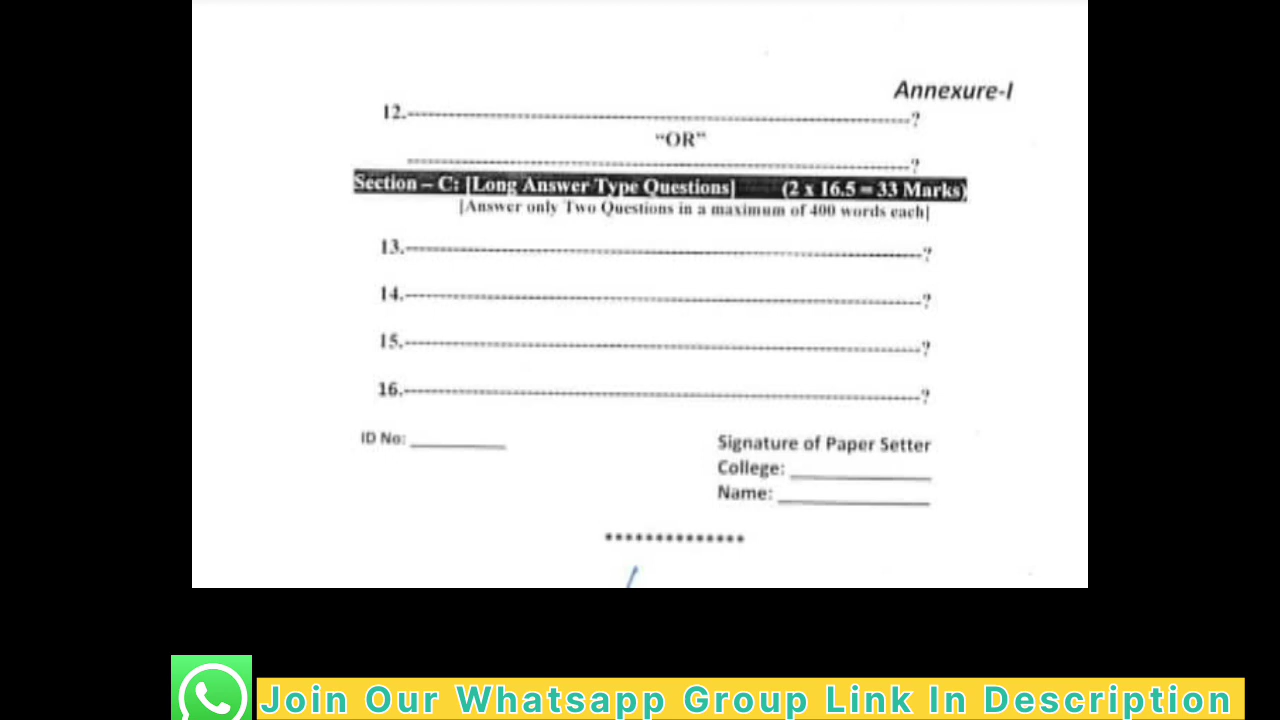 Annexure-I
12.--------------------------------------------------------------------------------?
“OR”
--------------------------------------------------------------------------------?
Section – C: [Long Answer Type Questions] (2 x 16.5 = 33 Marks)
[Answer only Two Questions in a maximum of 400 words each]
13.--------------------------------------------------------------------------------?
14.--------------------------------------------------------------------------------?
15.--------------------------------------------------------------------------------?
16.--------------------------------------------------------------------------------?
ID No: __________
Signature of Paper Setter
College: _______________
Name: ________________
**************
Join Our Whatsapp Group Link In Description